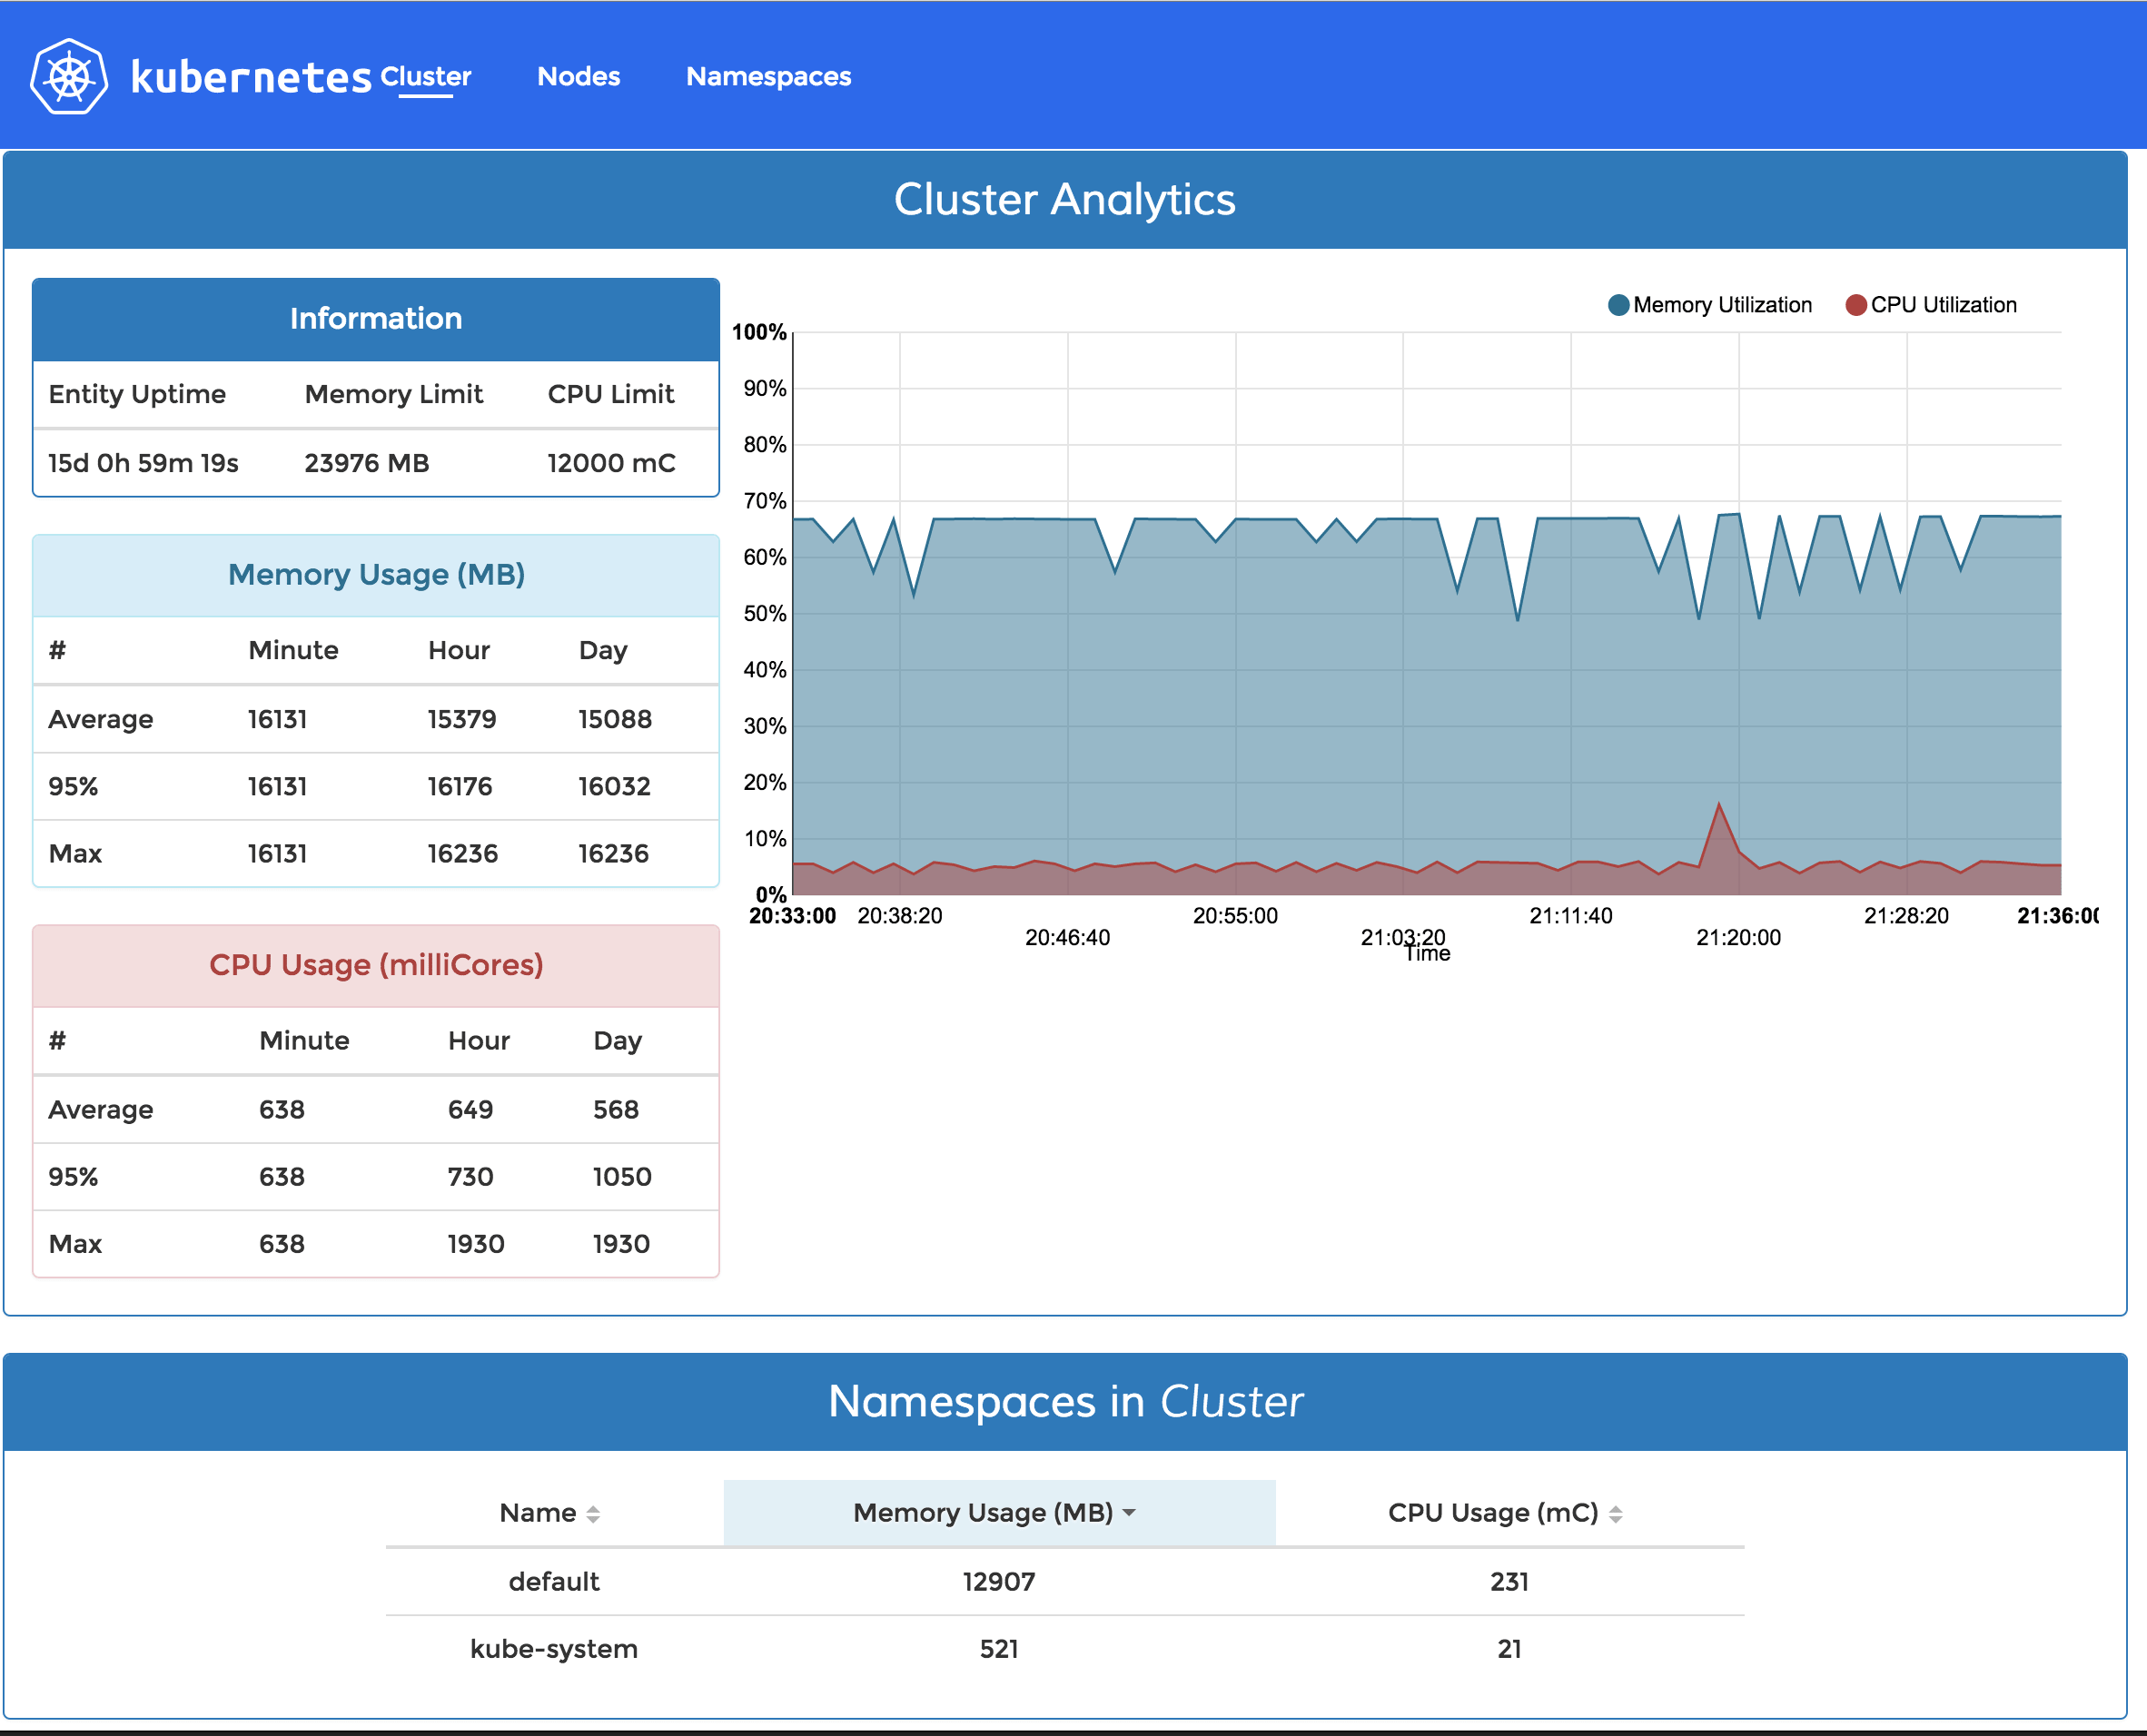 kubernetes Cluster Nodes Namespaces
Cluster Analytics
Information
Entity Uptime Memory Limit CPU Limit
15d 0h 59m 19s 23976 MB 12000 mC
Memory Usage (MB)
# Minute Hour Day
Average 16131 15379 15088
95% 16131 16176 16032
Max 16131 16236 16236
CPU Usage (milliCores)
# Minute Hour Day
Average 638 649 568
95% 638 730 1050
Max 638 1930 1930
Memory Utilization CPU Utilization
100%
90%
80%
70%
60%
50%
40%
30%
20%
10%
0%
20:33:00 20:38:20 20:55:00 21:11:40 21:28:20 21:36:00
20:46:40 21:03:20 21:20:00
Time
Namespaces in Cluster
Name Memory Usage (MB) CPU Usage (mC)
default 12907 231
kube-system 521 21